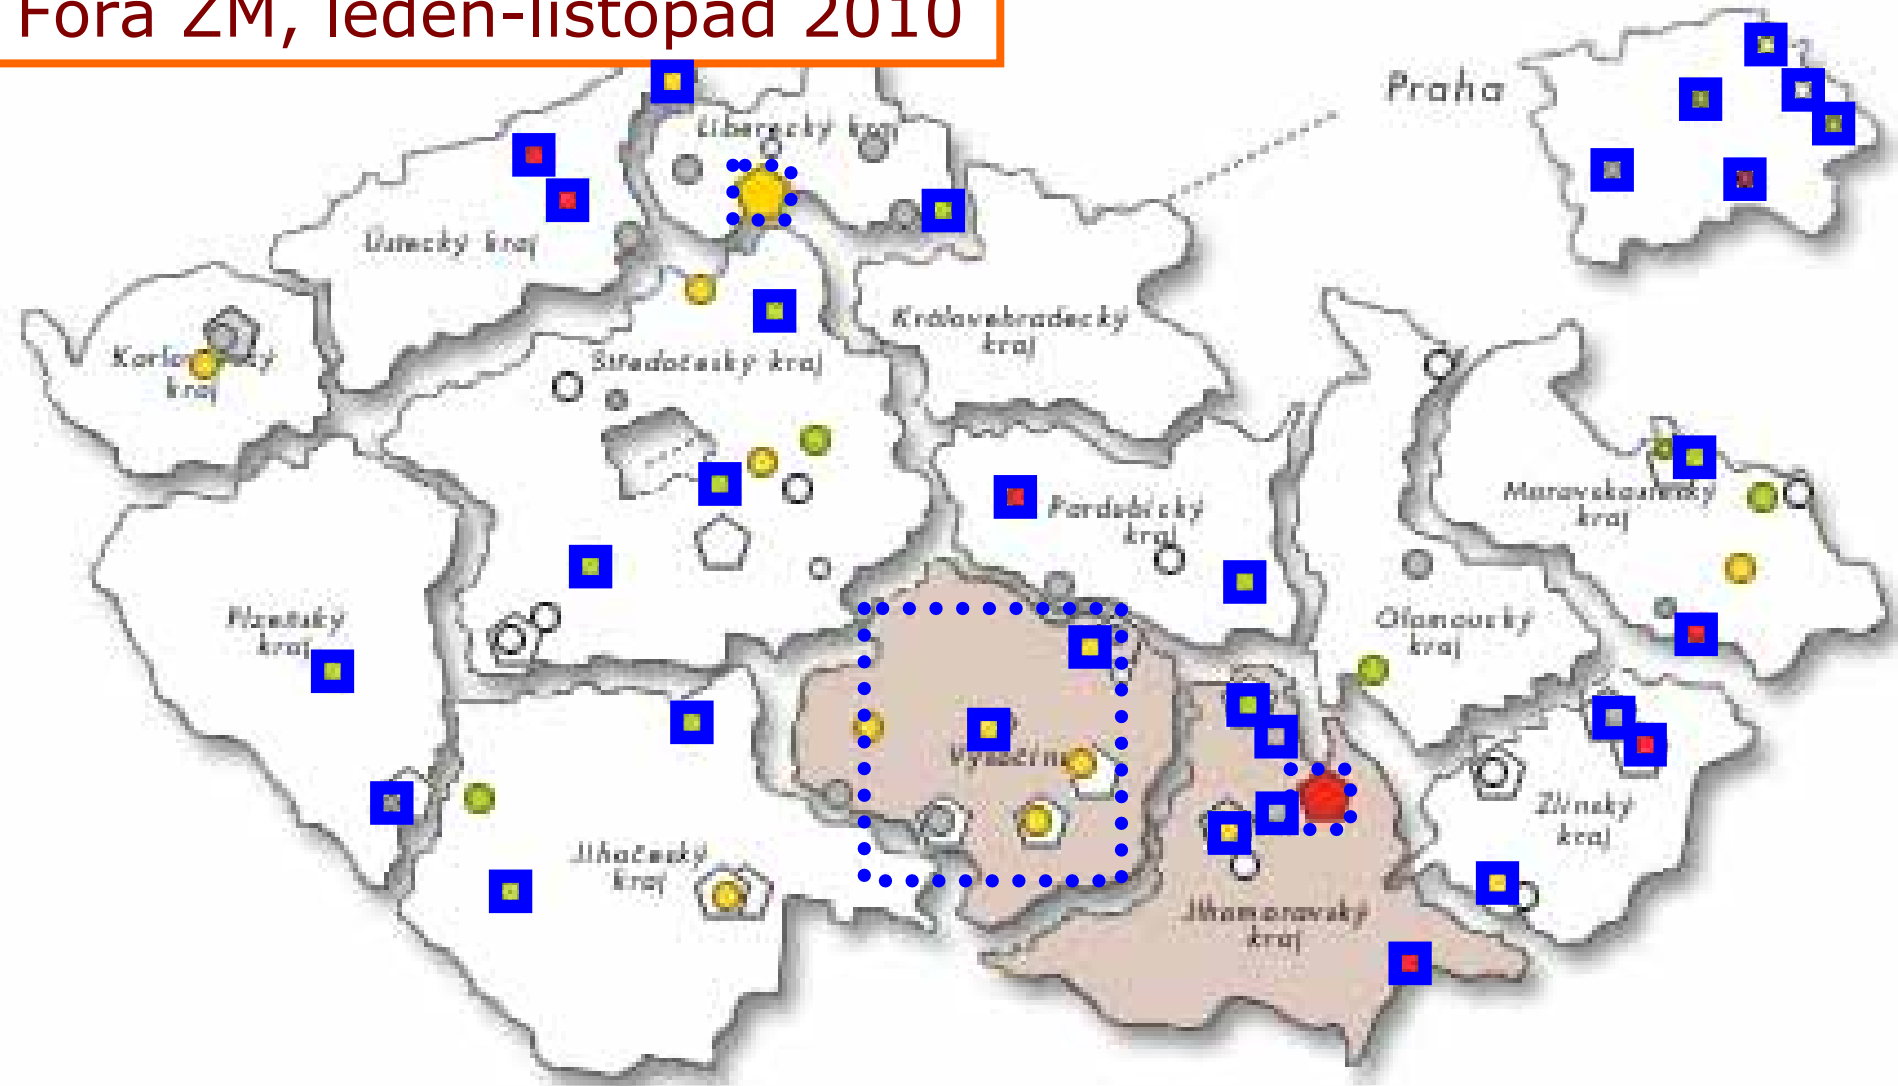 Fóra ZM, leden-listopad 2010
Praha
Liberecký kraj
Ústecký kraj
Královehradecký
kraj
Středočeský kraj
kraj
Pardubický
kraj
Moravskoslezský
kraj
Plzeňský
kraj
Olomoucký
kraj
Vysočina
Zlínský
kraj
Jihočeský
kraj
Jihomoravský
kraj